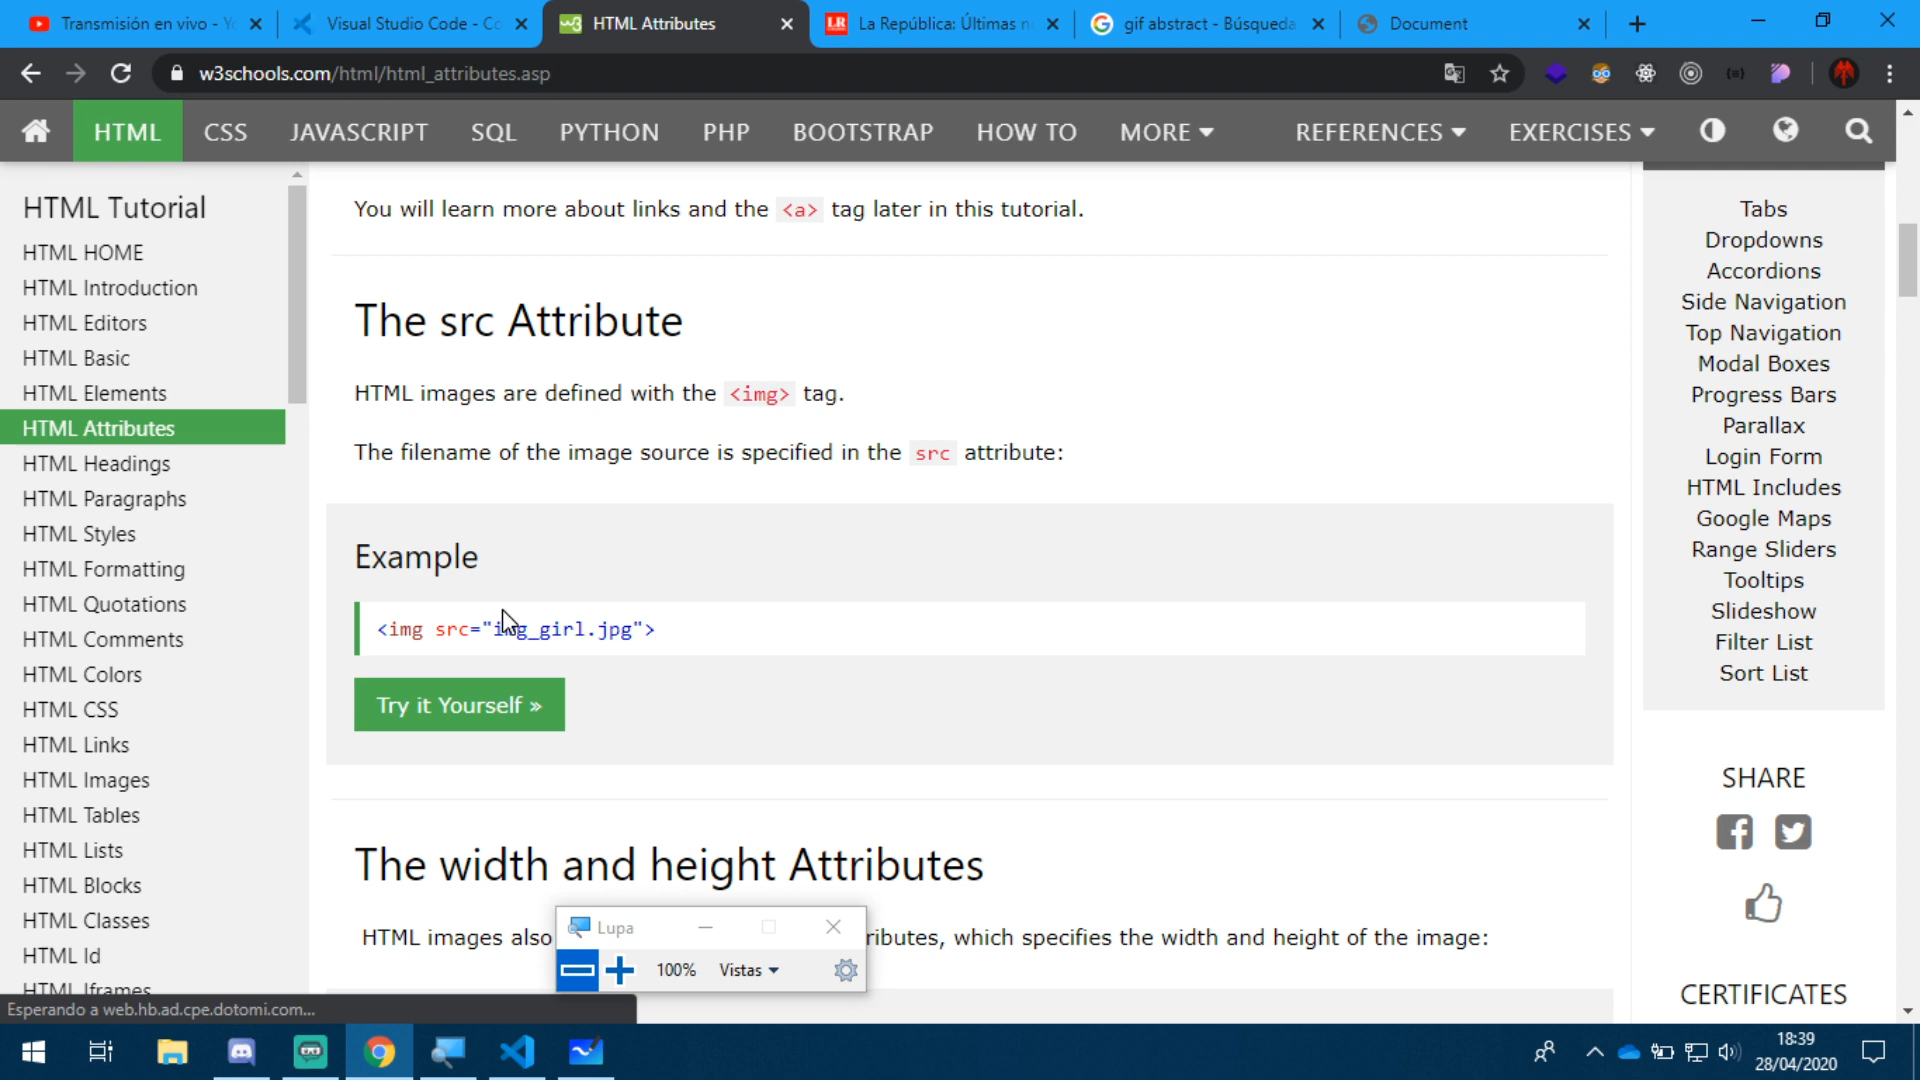 Transmisión en vivo - Yo
Visual Studio Code - Co
HTML Attributes
La República: Últimas n
gif abstract - Búsqueda
Document
w3schools.com/html/html_attributes.asp
HTML
CSS
JAVASCRIPT
SQL
PYTHON
PHP
BOOTSTRAP
HOW TO
MORE
REFERENCES
EXERCISES
HTML Tutorial
HTML HOME
HTML Introduction
HTML Editors
HTML Basic
HTML Elements
HTML Attributes
HTML Headings
HTML Paragraphs
HTML Styles
HTML Formatting
HTML Quotations
HTML Comments
HTML Colors
HTML CSS
HTML Links
HTML Images
HTML Tables
HTML Lists
HTML Blocks
HTML Classes
HTML Id
HTML Iframes
You will learn more about links and the <a> tag later in this tutorial.
The src Attribute
HTML images are defined with the <img> tag.
The filename of the image source is specified in the src attribute:
Example
<img src="img_girl.jpg">
Try it Yourself »
The width and height Attributes
HTML images also
ributes, which specifies the width and height of the image:
Lupa
100%
Vistas
Tabs
Dropdowns
Accordions
Side Navigation
Top Navigation
Modal Boxes
Progress Bars
Parallax
Login Form
HTML Includes
Google Maps
Range Sliders
Tooltips
Slideshow
Filter List
Sort List
SHARE
CERTIFICATES
Esperando a web.hb.ad.cpe.dotomi.com...
18:39
28/04/2020